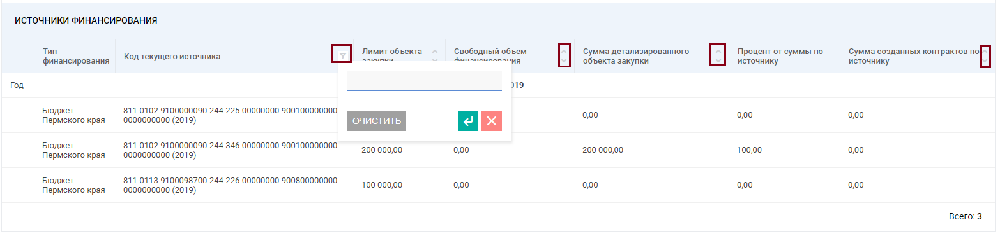 ИСТОЧНИКИ ФИНАНСИРОВАНИЯ
Тип финансирования
Код текущего источника
Лимит объекта закупки
Свободный объем финансирования
Сумма детализированного объекта закупки
Процент от суммы по источнику
Сумма созданных контрактов по источнику
Год
019
Бюджет Пермского края
811-0102-9100000090-244-225-00000000-900100000000
0000000000 (2019)
0,00
0,00
0,00
ОЧИСТИТЬ
Бюджет Пермского края
811-0102-9100000090-244-346-00000000-900100000000-
0000000000 (2019)
200 000,00
0,00
200 000,00
100,00
0,00
Бюджет Пермского края
811-0113-9100098700-244-226-00000000-900800000000-
0000000000 (2019)
100 000,00
0,00
0,00
0,00
0,00
Всего: 3